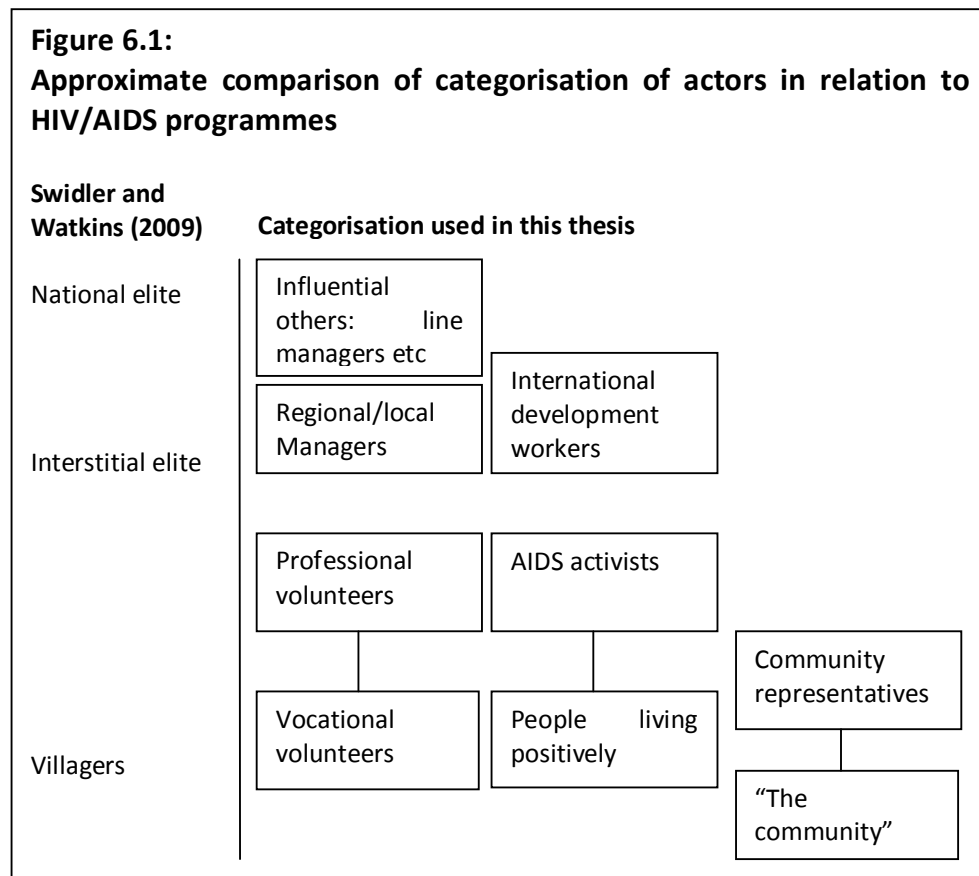 Figure 6.1:
Approximate comparison of categorisation of actors in relation to
HIV/AIDS programmes
Swidler and
Watkins (2009)
Categorisation used in this thesis
National elite
Influential
others: line
managers etc
International
development
workers
Regional/local
Managers
Interstitial elite
Professional
volunteers
AIDS activists
Community
representatives
Vocational
volunteers
People living
positively
Villagers
“The
community”